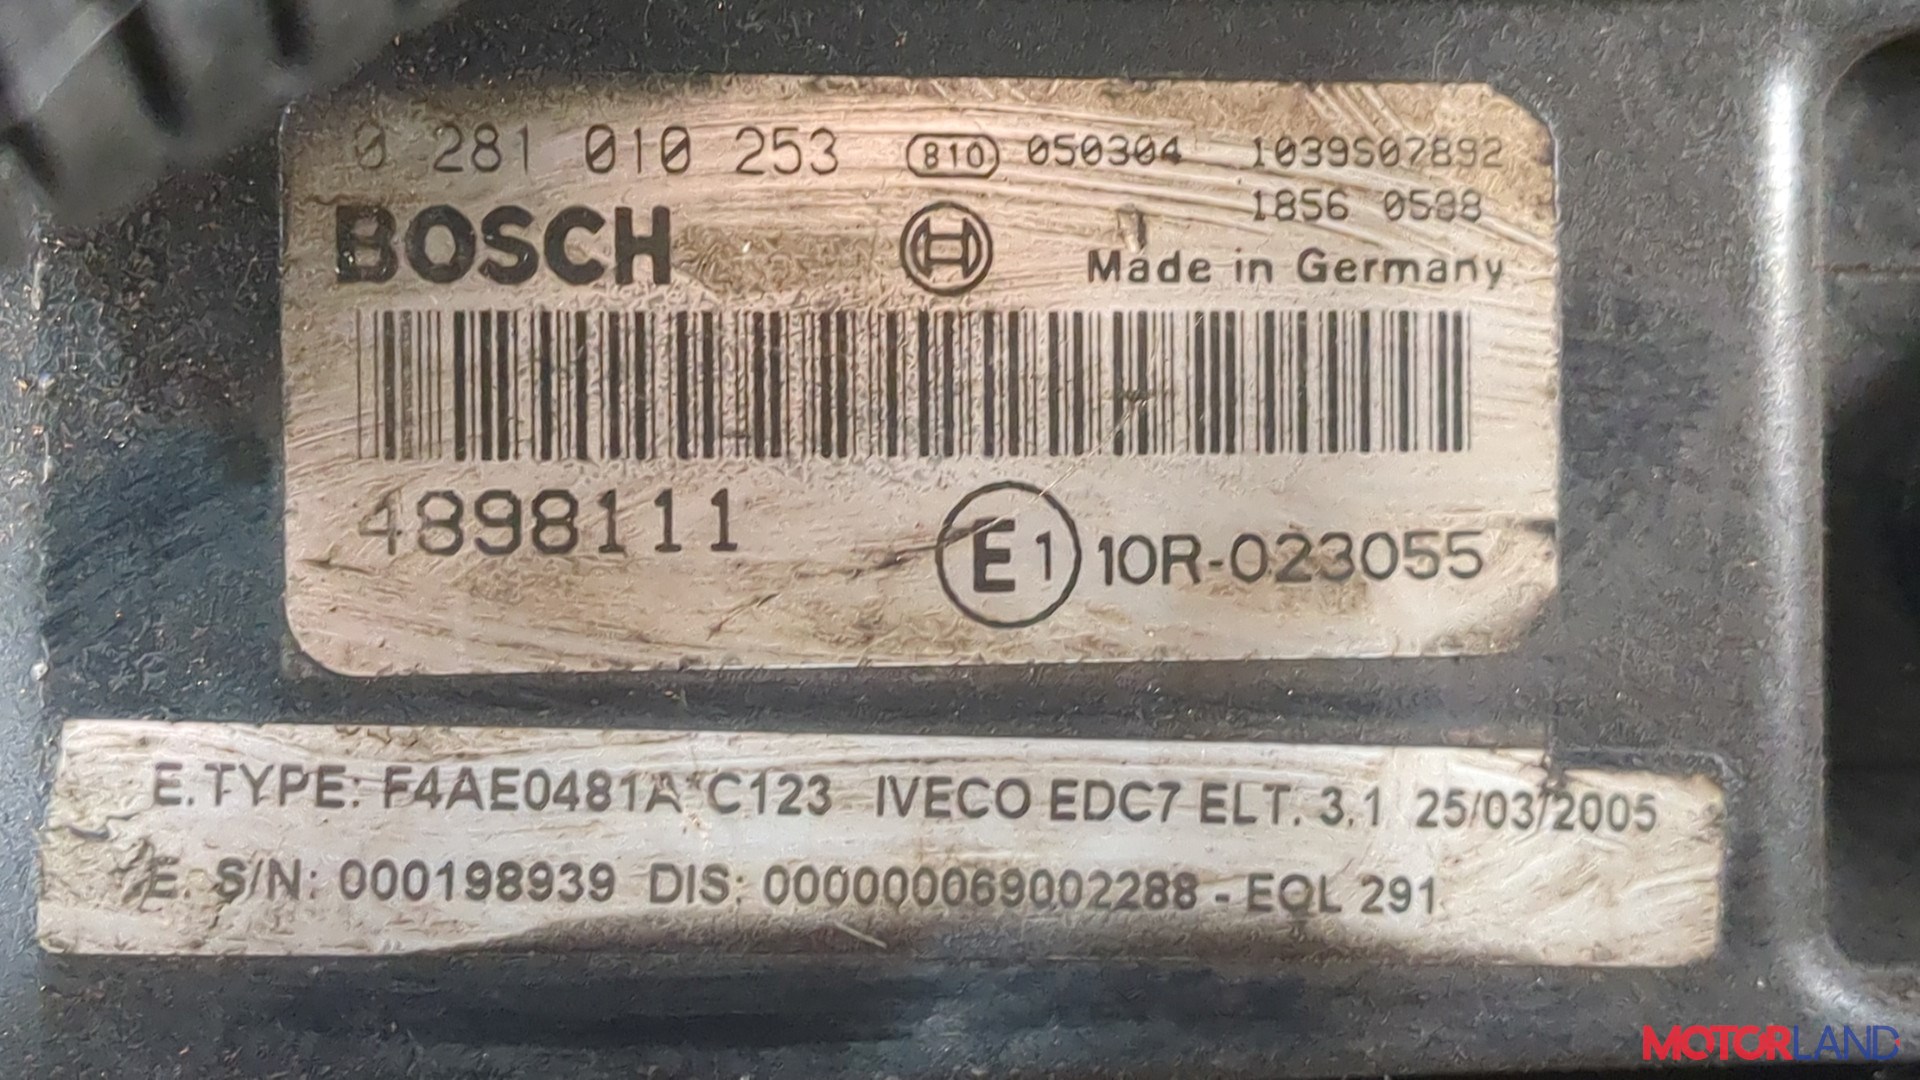 0 281 010 253 810 050304 1039S07892
1856 0588
BOSCH
Made in Germany
4898111
E1 10R-023055
E.TYPE: F4AE0481A*C123 IVECO EDC7 ELT. 3.1 25/03/2005
E. S/N: 000198939 DIS: 000000069002288 - EQL 291
MOTORLAND